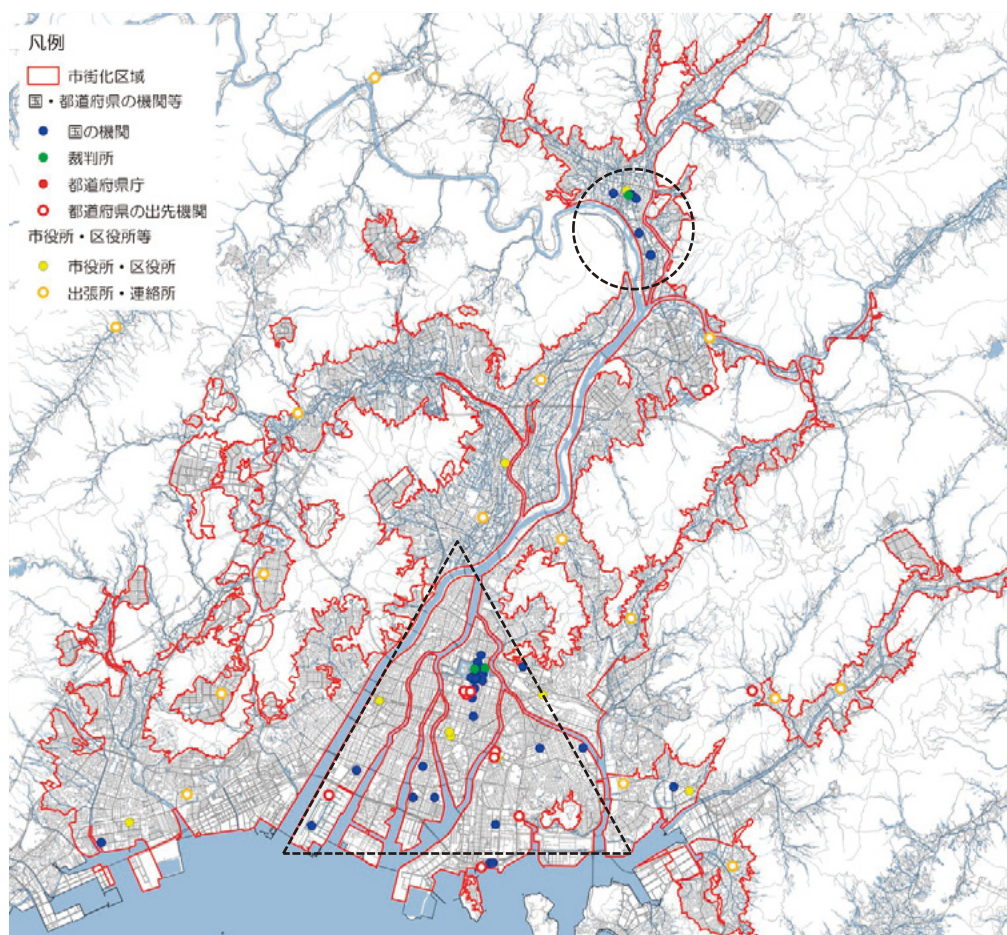 凡例
市街化区域
国・都道府県の機関等
国の機関
裁判所
都道府県庁
都道府県の出先機関
市役所・区役所等
市役所・区役所
出張所・連絡所